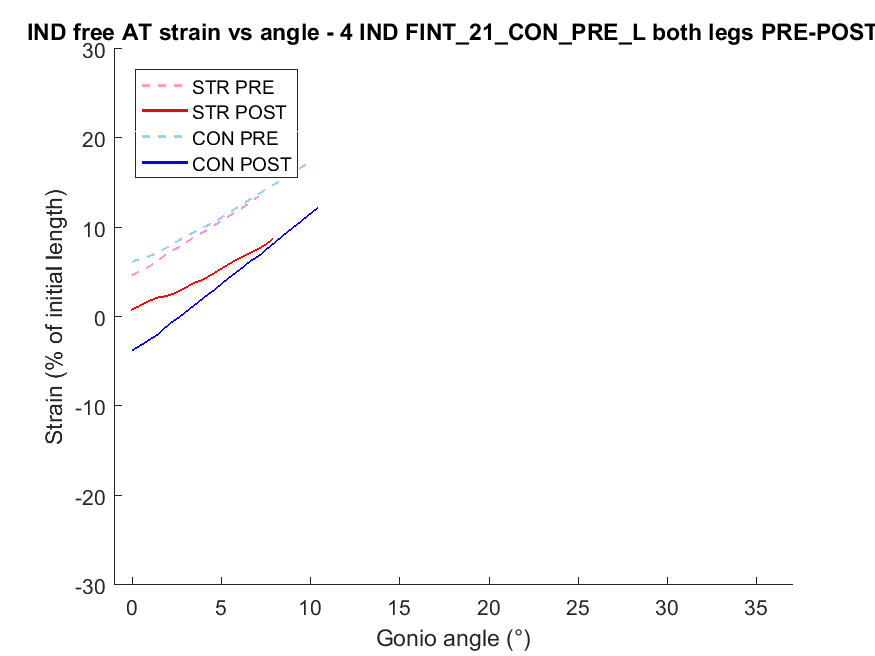 IND free AT strain vs angle - 4 IND FINT_21_CON_PRE_L both legs PRE-POST
30
20
10
0
-10
-20
-30
Strain (% of initial length)
STR PRE
STR POST
CON PRE
CON POST
0 5 10 15 20 25 30 35
Gonio angle (°)